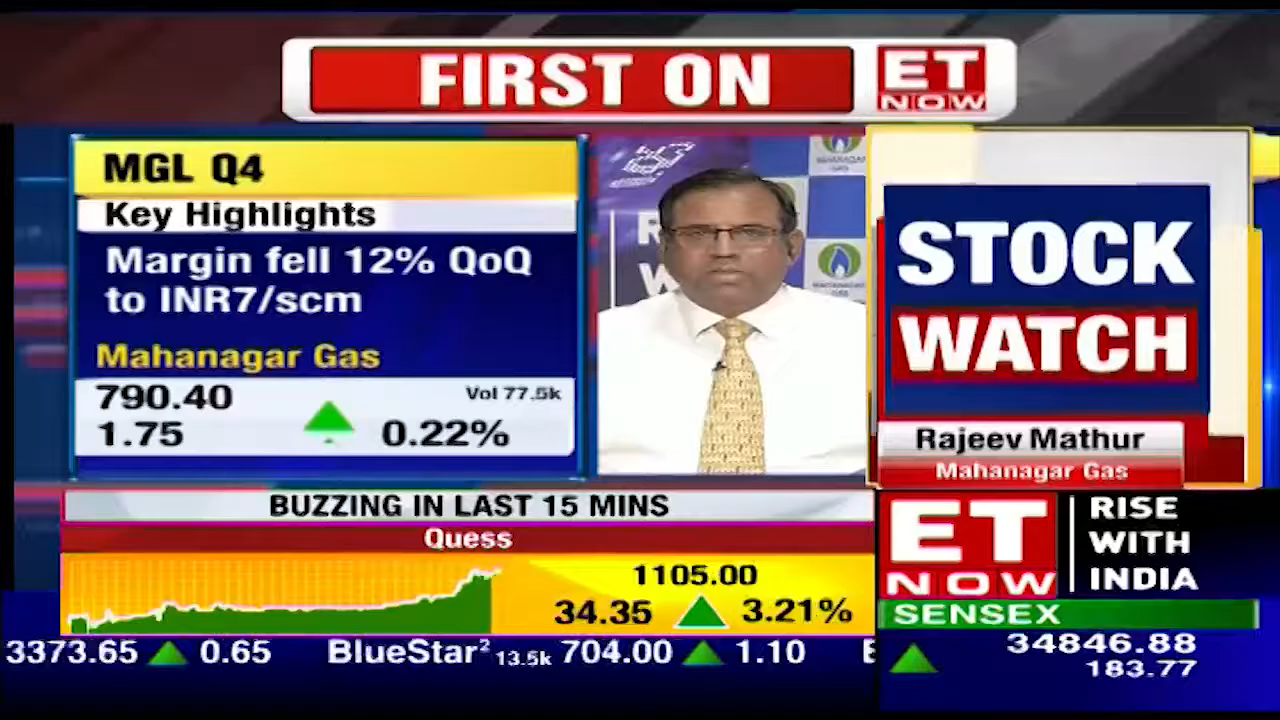 FIRST ON
ET
NOW
MGL Q4
Key Highlights
Margin fell 12% QoQ
to INR7/scm
Mahanagar Gas
790.40
Vol 77.5k
1.75
0.22%
MAHANAGAR
GAS
STOCK
WATCH
Rajeev Mathur
Mahanagar Gas
BUZZING IN LAST 15 MINS
Quess
1105.00
34.35
3.21%
ET
NOW
RISE
WITH
INDIA
SENSEX
34846.88
183.77
3373.65 0.65 BlueStar² 13.5k 704.00 1.10